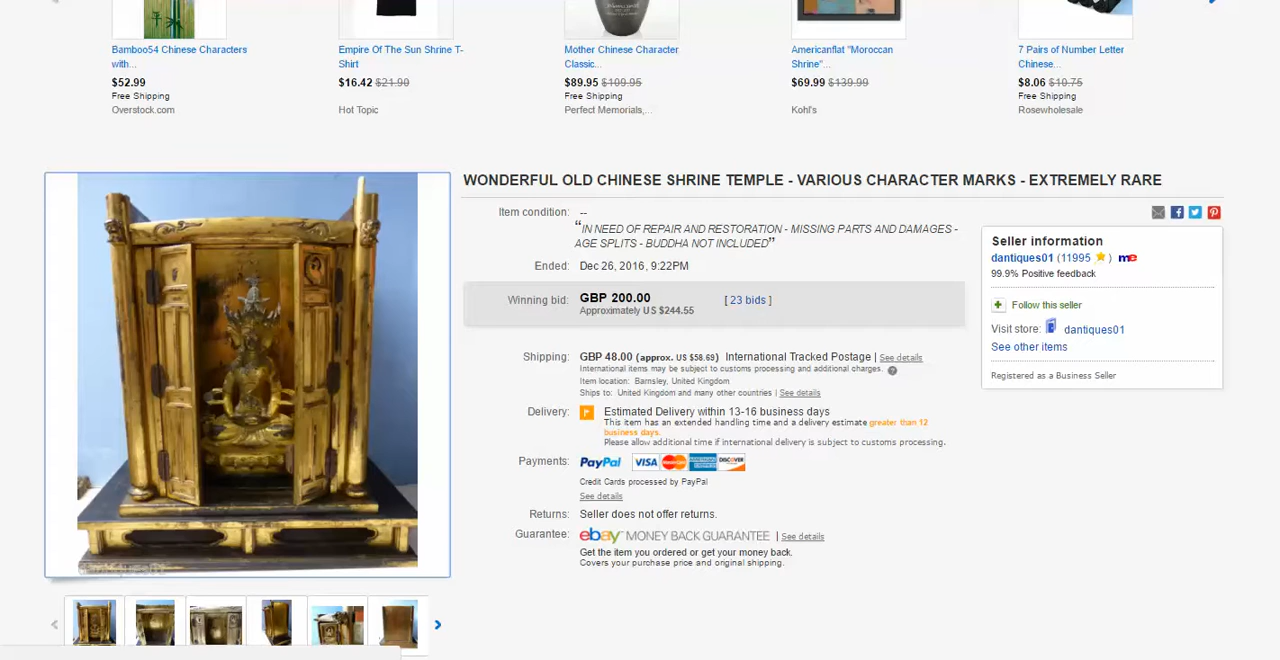 Bamboo54 Chinese Characters
with...
$52.99
Free Shipping
Overstock.com
Empire Of The Sun Shrine T-
Shirt
$16.42 $21.90
Hot Topic
Mother Chinese Character
Classic...
$89.95 $109.95
Free Shipping
Perfect Memorials,...
Americanflat "Moroccan
Shrine"...
$69.99 $139.99
Kohl's
7 Pairs of Number Letter
Chinese...
$8.06 $10.75
Free Shipping
Rosewholesale
WONDERFUL OLD CHINESE SHRINE TEMPLE - VARIOUS CHARACTER MARKS - EXTREMELY RARE
Item condition: --
“IN NEED OF REPAIR AND RESTORATION - MISSING PARTS AND DAMAGES -
AGE SPLITS - BUDDHA NOT INCLUDED”
Ended: Dec 26, 2016, 9:22PM
Winning bid: GBP 200.00 [ 23 bids ]
Approximately US $244.55
Shipping: GBP 48.00 (approx. US $58.69) International Tracked Postage | See details
International items may be subject to customs processing and additional charges. ?
Item location: Barnsley, United Kingdom
Ships to: United Kingdom and many other countries | See details
Delivery: Estimated Delivery within 13-16 business days
This item has an extended handling time and a delivery estimate greater than 12
business days.
Please allow additional time if international delivery is subject to customs processing.
Payments: PayPal VISA MasterCard AMERICAN EXPRESS DISCOVER
Credit Cards processed by PayPal
See details
Returns: Seller does not offer returns.
Guarantee: ebay MONEY BACK GUARANTEE | See details
Get the item you ordered or get your money back.
Covers your purchase price and original shipping.
Seller information
dantiques01 (11995 ) me
99.9% Positive feedback
+ Follow this seller
Visit store: dantiques01
See other items
Registered as a Business Seller